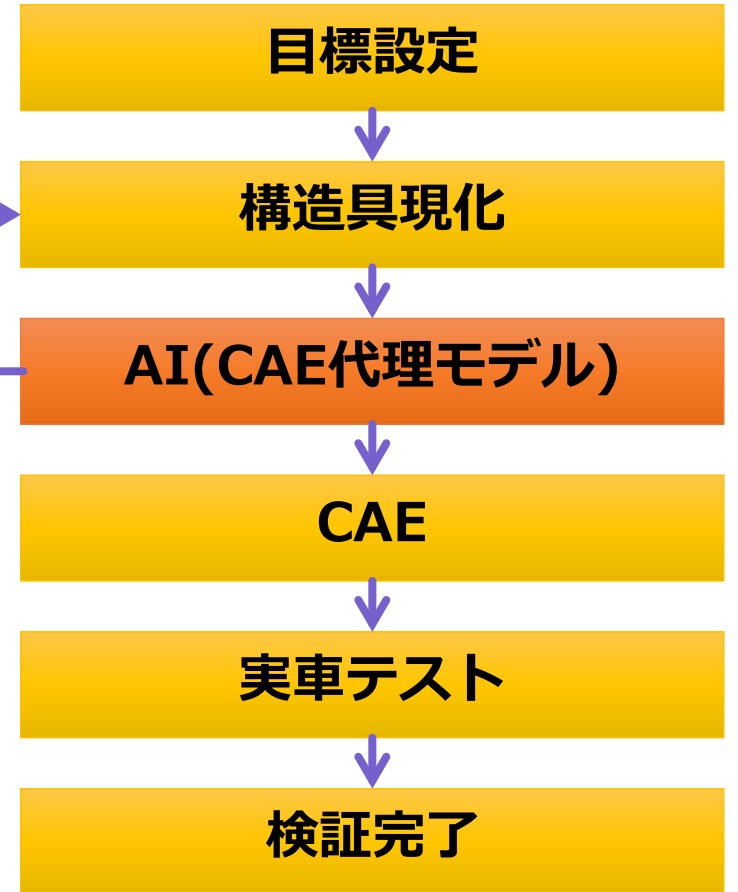 目標設定
構造具現化
AI(CAE代理モデル)
CAE
実車テスト
検証完了